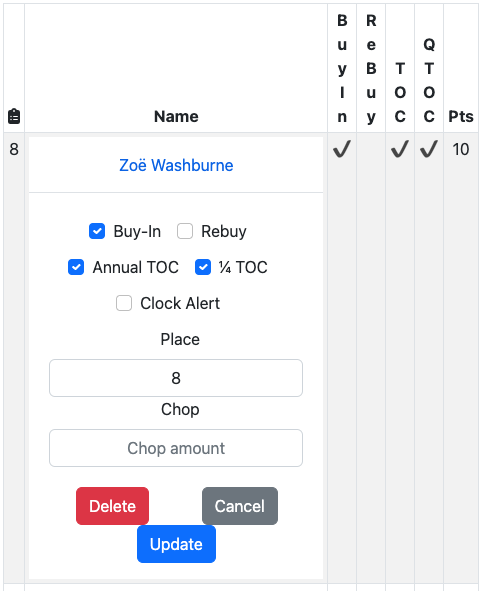 Name
BuyIn
ReBuy
TOC
QTOC
Pts
8
Zoë Washburne
10
Buy-In
Rebuy
Annual TOC
¼ TOC
Clock Alert
Place
8
Chop
Chop amount
Delete
Cancel
Update